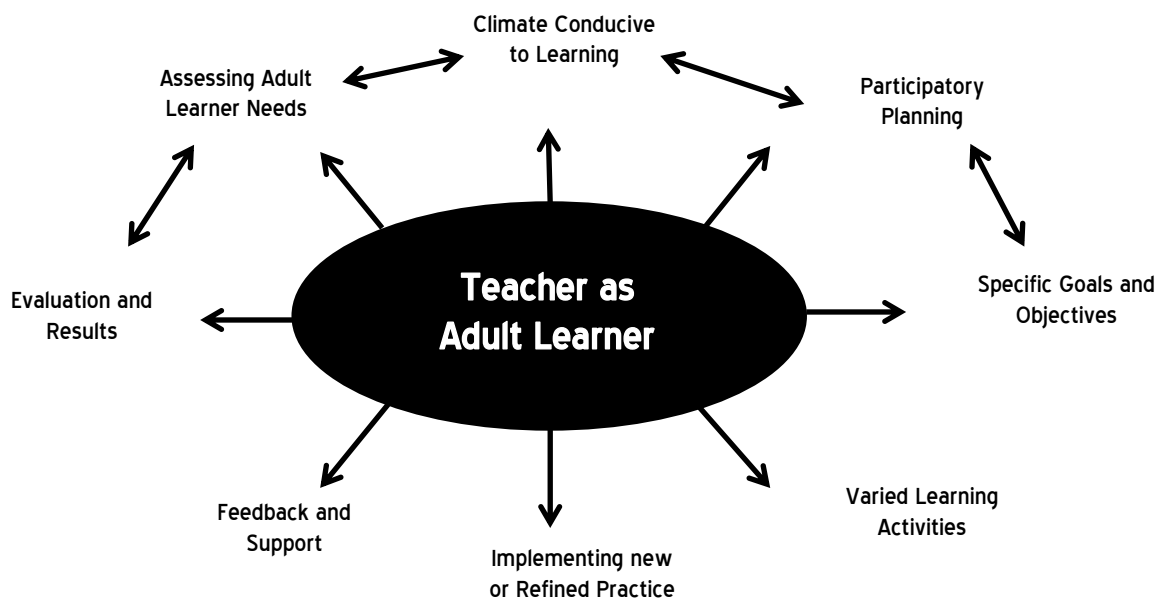 Climate Conducive
to Learning
Assessing Adult
Learner Needs
Participatory
Planning
Teacher as
Adult Learner
Evaluation and
Results
Specific Goals and
Objectives
Feedback and
Support
Implementing new
or Refined Practice
Varied Learning
Activities